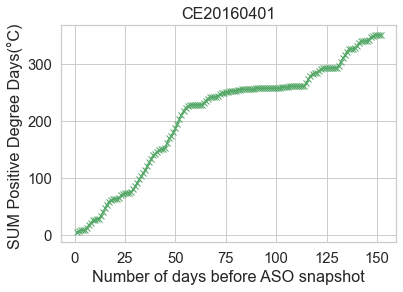 CE20160401
SUM Positive Degree Days(°C)
300
200
100
0
0 25 50 75 100 125 150
Number of days before ASO snapshot